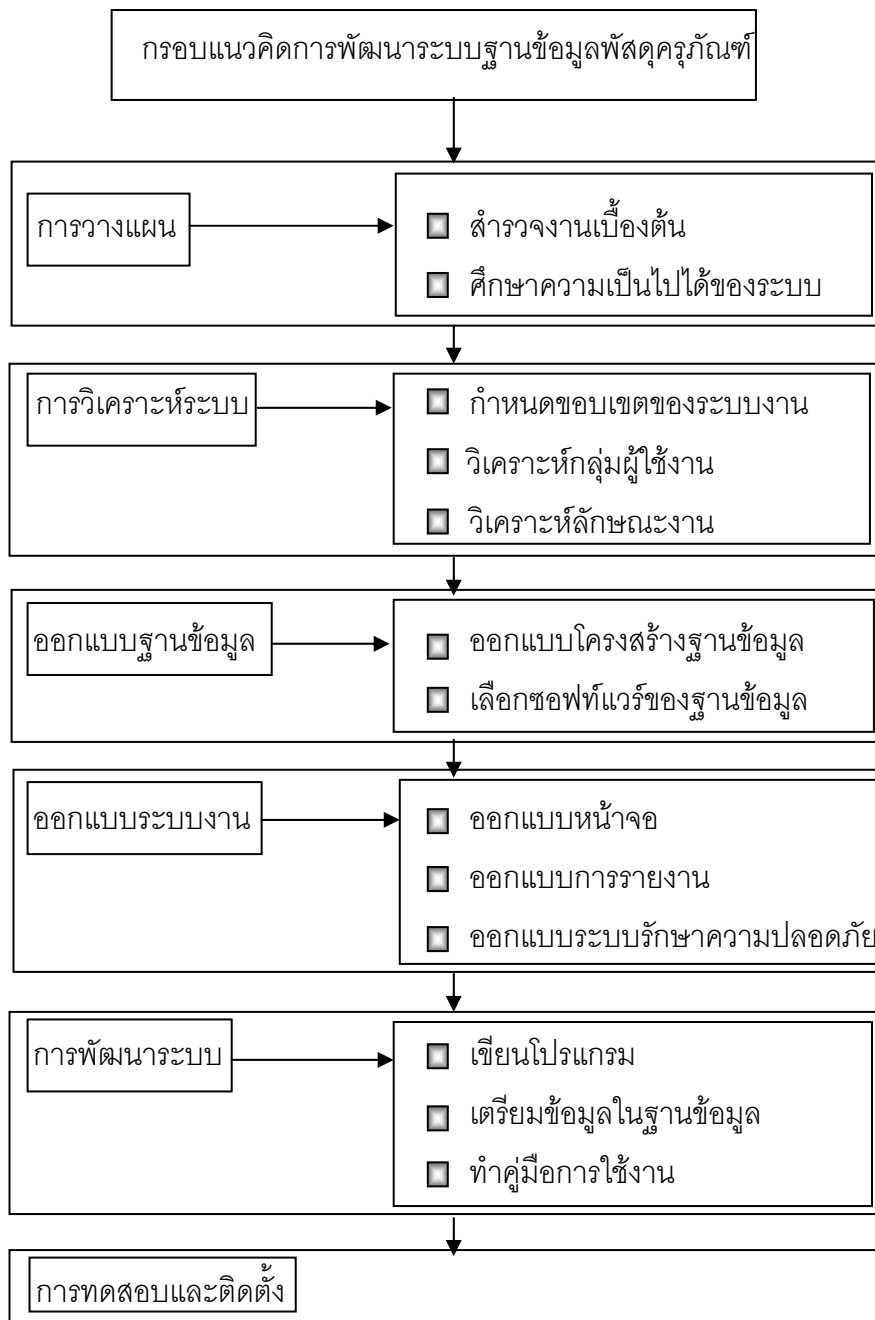 กรอบแนวคิดการพัฒนาระบบฐานข้อมูลพัสดุครุภัณฑ์
การวางแผน
สำรวจงานเบื้องต้น
ศึกษาความเป็นไปได้ของระบบ
การวิเคราะห์ระบบ
กำหนดขอบเขตของระบบงาน
วิเคราะห์กลุ่มผู้ใช้งาน
วิเคราะห์ลักษณะงาน
ออกแบบฐานข้อมูล
ออกแบบโครงสร้างฐานข้อมูล
เลือกซอฟท์แวร์ของฐานข้อมูล
ออกแบบระบบงาน
ออกแบบหน้าจอ
ออกแบบการรายงาน
ออกแบบระบบรักษาความปลอดภัย
การพัฒนาระบบ
เขียนโปรแกรม
เตรียมข้อมูลในฐานข้อมูล
ทำคู่มือการใช้งาน
การทดสอบและติดตั้ง